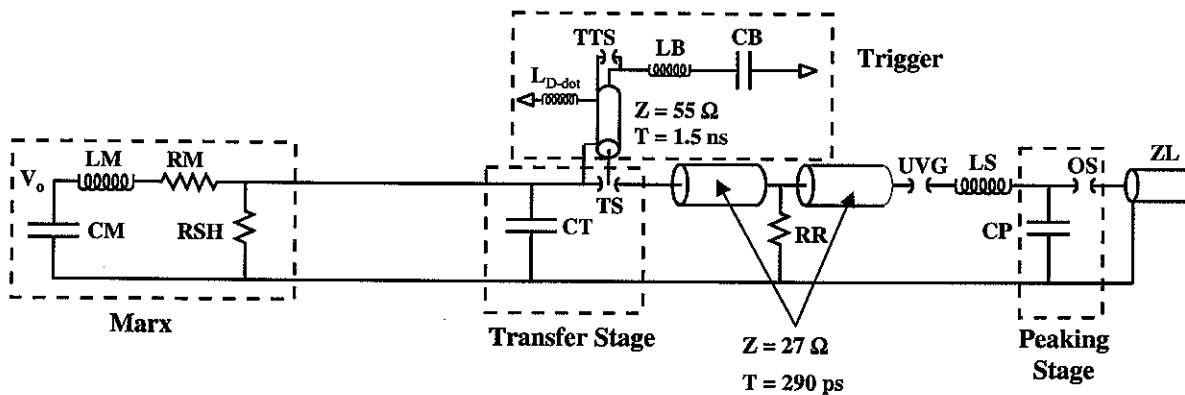 TTS
LB
CB
Trigger
L_D-dot
Z = 55 Ω
T = 1.5 ns
LM
RM
V_o
CM
RSH
CT
TS
UVG
LS
OS
ZL
RR
CP
Marx
Transfer Stage
Z = 27 Ω
T = 290 ps
Peaking
Stage